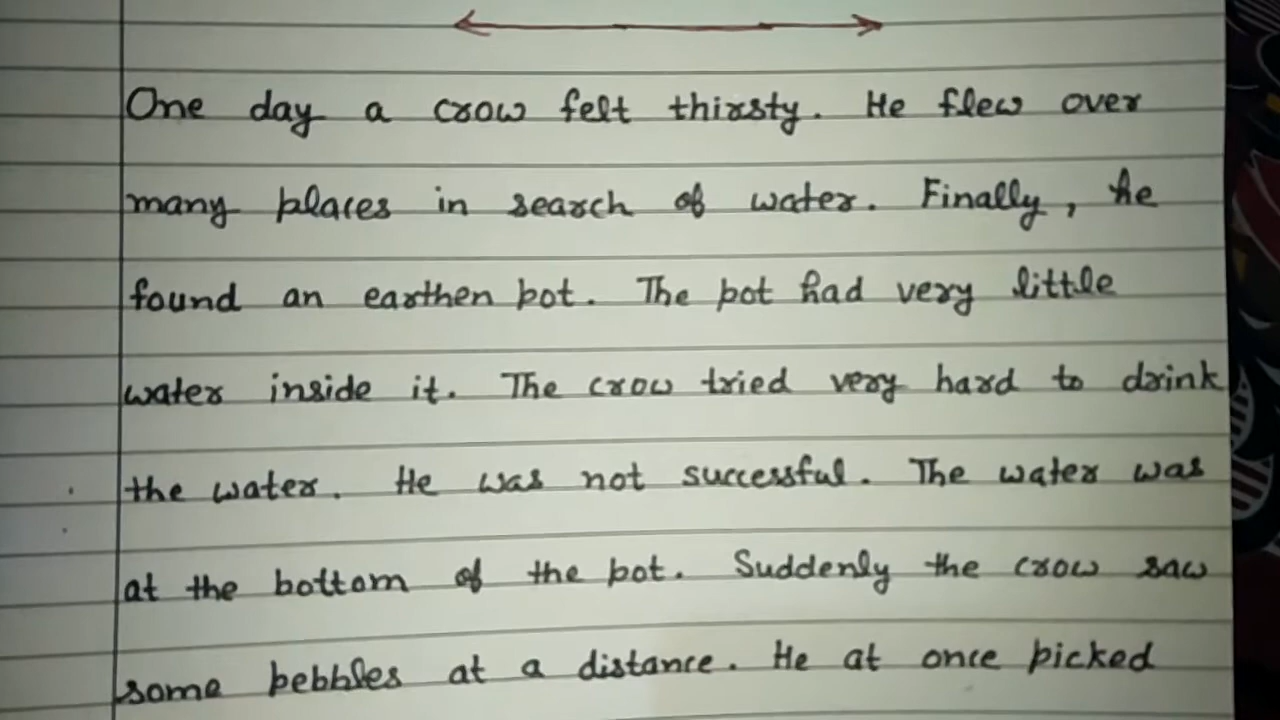 One day a crow felt thirsty. He flew over
many places in search of water. Finally, he
found an earthen pot. The pot had very little
water inside it. The crow tried very hard to drink
the water. He was not successful. The water was
at the bottom of the pot. Suddenly the crow saw
some pebbles at a distance. He at once picked